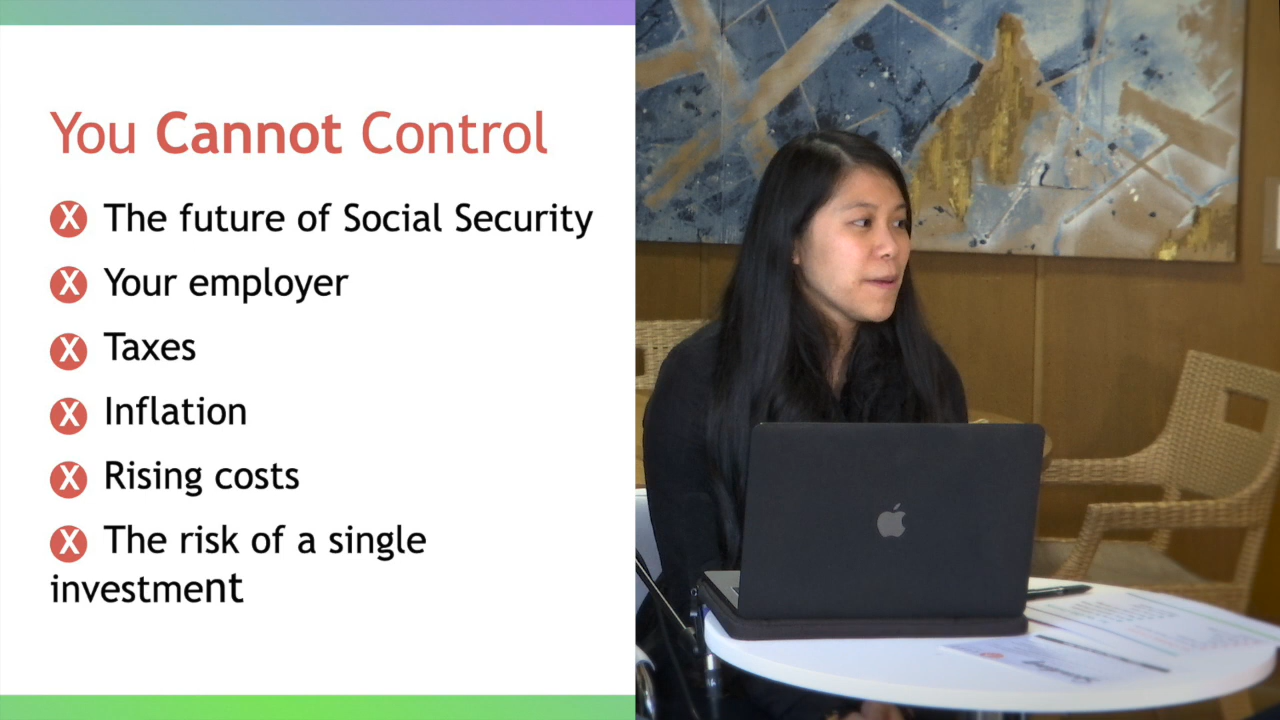 You Cannot Control
X The future of Social Security
X Your employer
X Taxes
X Inflation
X Rising costs
X The risk of a single
investment